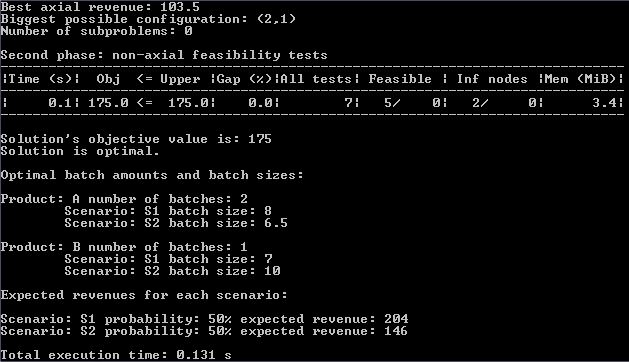 Best axial revenue: 103.5
Biggest possible configuration: (2,1)
Number of subproblems: 0
Second phase: non-axial feasibility tests
¦Time (s)¦ Obj <= Upper ¦Gap (%)¦All tests¦ Feasible ¦ Inf nodes ¦Mem (MiB)¦
¦ 0.1¦ 175.0 <= 175.0¦ 0.0¦ 7¦ 5/ 0¦ 2/ 0¦ 3.4¦
Solution's objective value is: 175
Solution is optimal.
Optimal batch amounts and batch sizes:
Product: A number of batches: 2
Scenario: S1 batch size: 8
Scenario: S2 batch size: 6.5
Product: B number of batches: 1
Scenario: S1 batch size: 7
Scenario: S2 batch size: 10
Expected revenues for each scenario:
Scenario: S1 probability: 50% expected revenue: 204
Scenario: S2 probability: 50% expected revenue: 146
Total execution time: 0.131 s